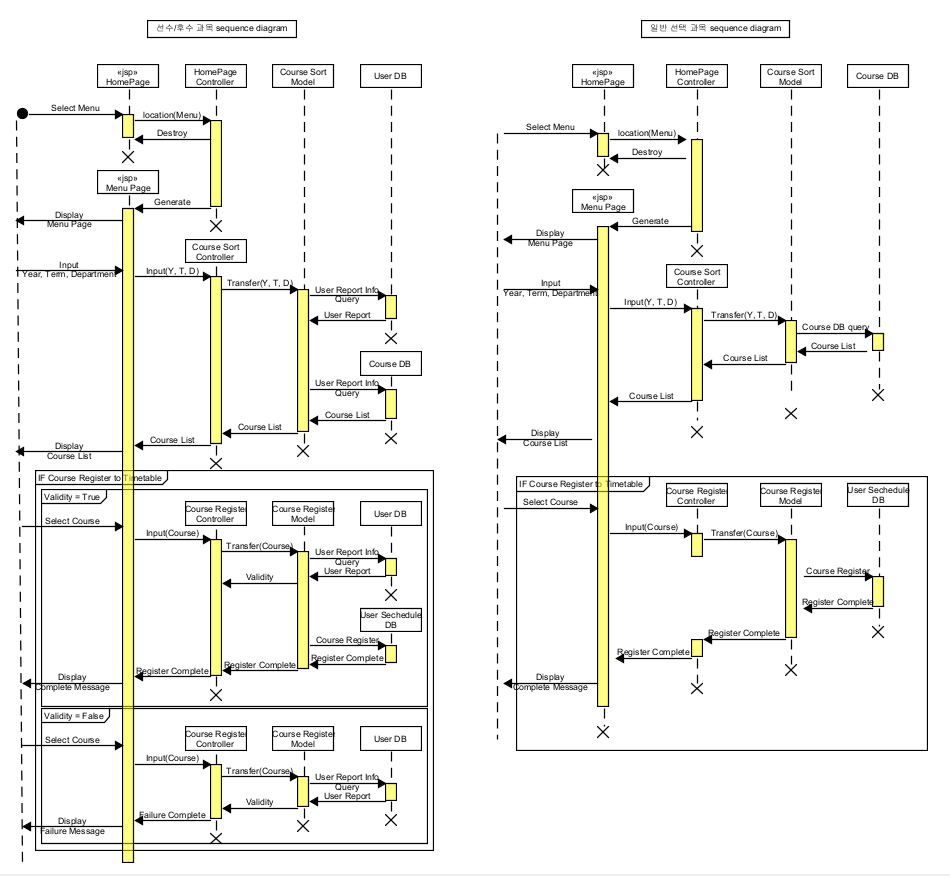 선수/후수 과목 sequence diagram
«jsp»
HomePage
HomePage
Controller
Course Sort
Model
User DB
Select Menu
location(Menu)
Destroy
«jsp»
Menu Page
Generate
Display
Menu Page
Course Sort
Controller
Input
Year, Term, Department
Input(Y, T, D)
Transfer(Y, T, D)
User Report Info
Query
User Report
Course DB
User Report Info
Query
Course List
Course List
Course List
Display
Course List
IF Course Register to Timetable
Validity = True
Course Register
Controller
Course Register
Model
User DB
Select Course
Input(Course)
Transfer(Course)
User Report Info
Query
User Report
Validity
User Sechedule
DB
Course Register
Register Complete
Register Complete
Register Complete
Display
Complete Message
Validity = False
Course Register
Controller
Course Register
Model
User DB
Select Course
Input(Course)
Transfer(Course)
User Report Info
Query
User Report
Validity
Failure Complete
Display
Failure Message
일반 선택 과목 sequence diagram
«jsp»
HomePage
HomePage
Controller
Course Sort
Model
Course DB
Select Menu
location(Menu)
Destroy
«jsp»
Menu Page
Generate
Display
Menu Page
Course Sort
Controller
Input
Year, Term, Department
Input(Y, T, D)
Transfer(Y, T, D)
Course DB query
Course List
Course List
Course List
Display
Course List
IF Course Register to Timetable
Course Register
Controller
Course Register
Model
User Sechedule
DB
Select Course
Input(Course)
Transfer(Course)
Course Register
Register Complete
Register Complete
Register Complete
Display
Complete Message